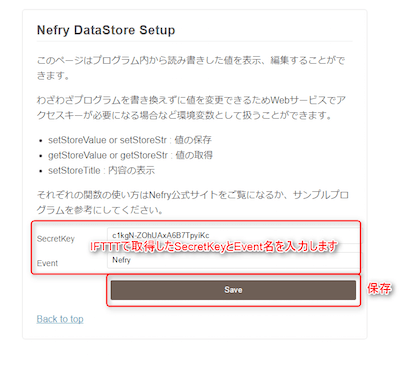 Nefry DataStore Setup
このページはプログラム内から読み書きした値を表示、編集することができます。
わざわざプログラムを書き換えずに値を変更できるためWebサービスでアクセスキーが必要になる場合など環境変数として扱うことができます。
• setStoreValue or setStoreStr : 値の保存
• getStoreValue or getStoreStr : 値の取得
• setStoreTitle : 内容の表示
それぞれの関数の使い方はNefry公式サイトをご覧になるか、サンプルプログラムを参考にしてください。
SecretKey
IFTTTで取得したSecretKeyとEvent名を入力します
Event Nefry
Save
保存
Back to top